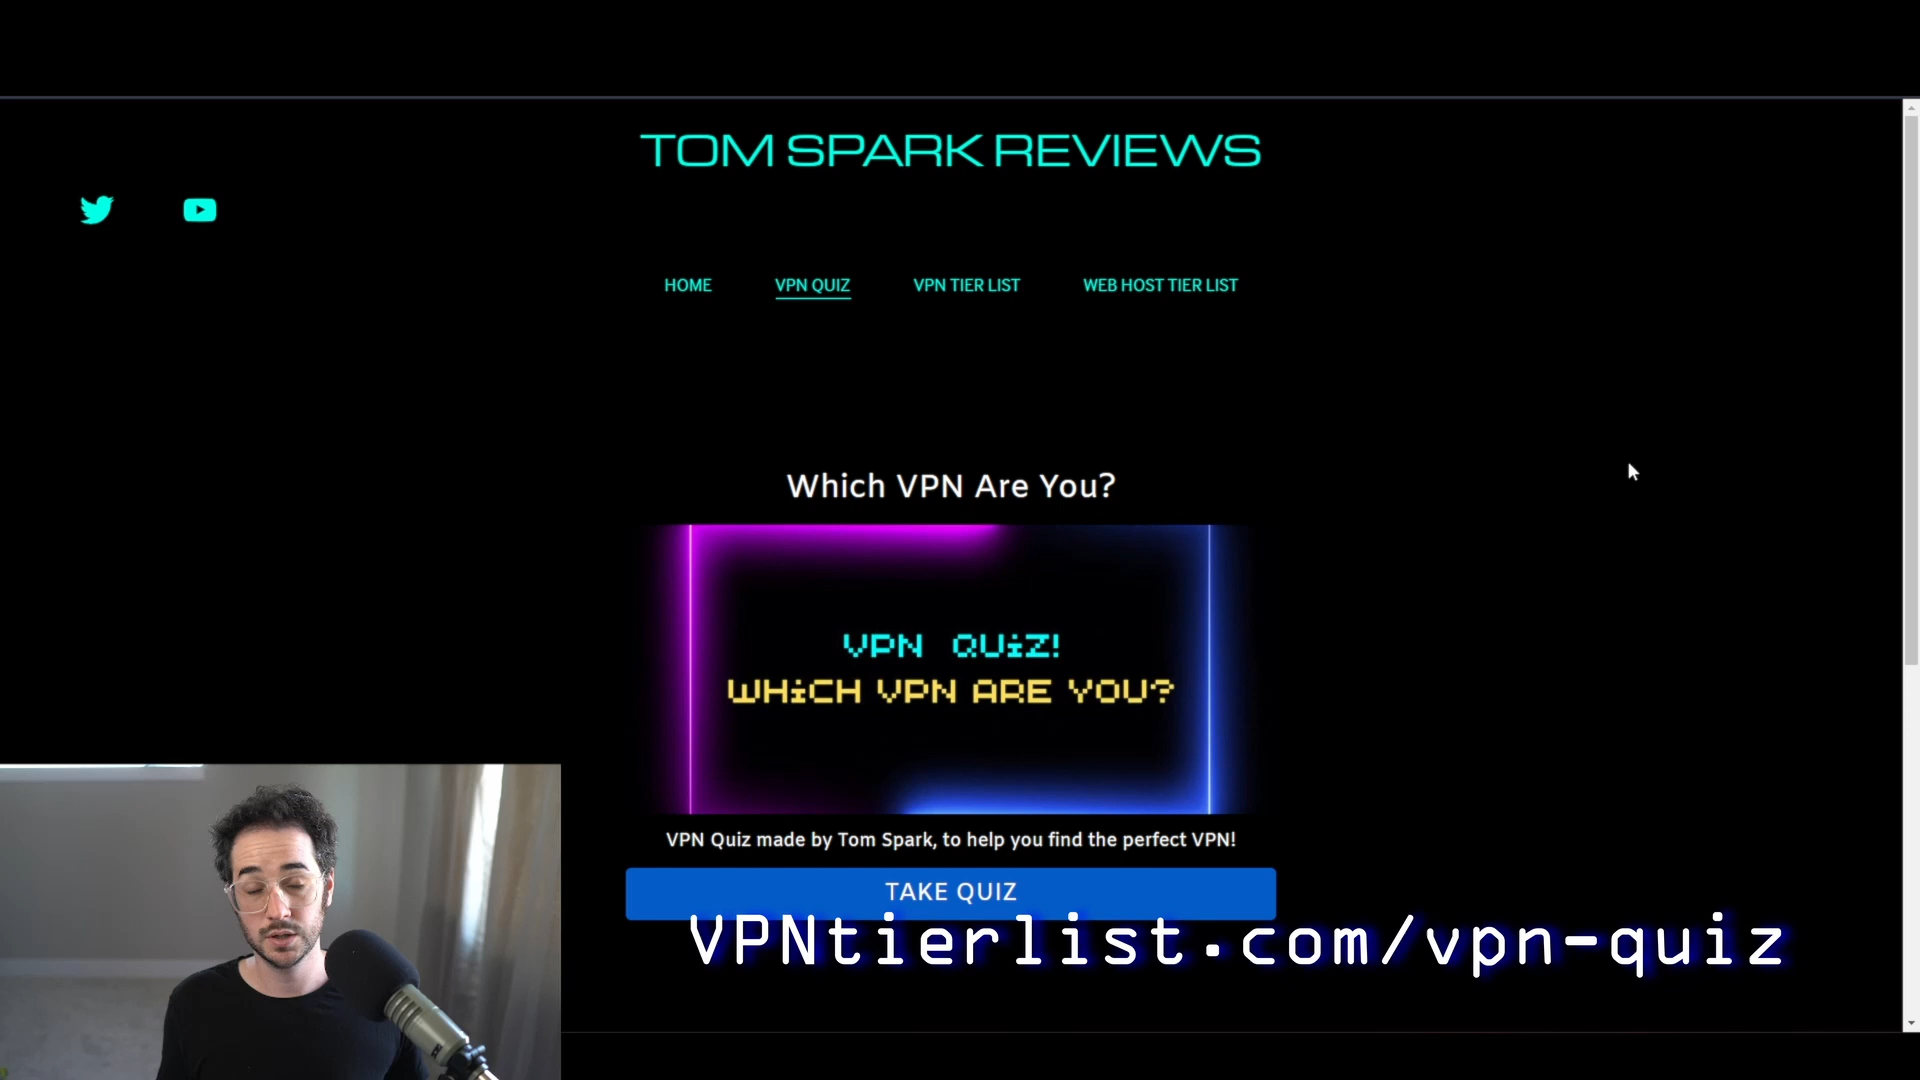 TOM SPARK REVIEWS
HOME VPN QUIZ VPN TIER LIST WEB HOST TIER LIST
Which VPN Are You?
VPN QUiZ!
WHiCH VPN ARE YOU?
VPN Quiz made by Tom Spark, to help you find the perfect VPN!
TAKE QUIZ
VPNtierlist.com/vpn-quiz